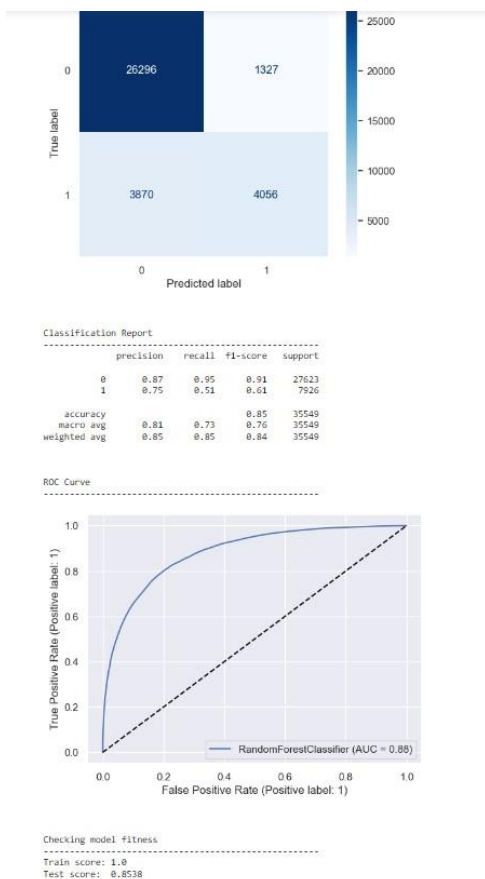 25000
0 26296 1327
20000
15000
True label
10000
1 3870 4056
5000
0 1
Predicted label
Classification Report
-------------------------------------------------------
precision recall f1-score support
0 0.87 0.95 0.91 27623
1 0.75 0.51 0.61 7926
accuracy 0.85 35549
macro avg 0.81 0.73 0.76 35549
weighted avg 0.85 0.85 0.84 35549
ROC Curve
-------------------------------------------------------
1.0
0.8
0.6
0.4
0.2
0.0
True Positive Rate (Positive label: 1)
RandomForestClassifier (AUC = 0.88)
0.0 0.2 0.4 0.6 0.8 1.0
False Positive Rate (Positive label: 1)
Checking model fitness
-------------------------------------------------------
Train score: 1.0
Test score: 0.8538